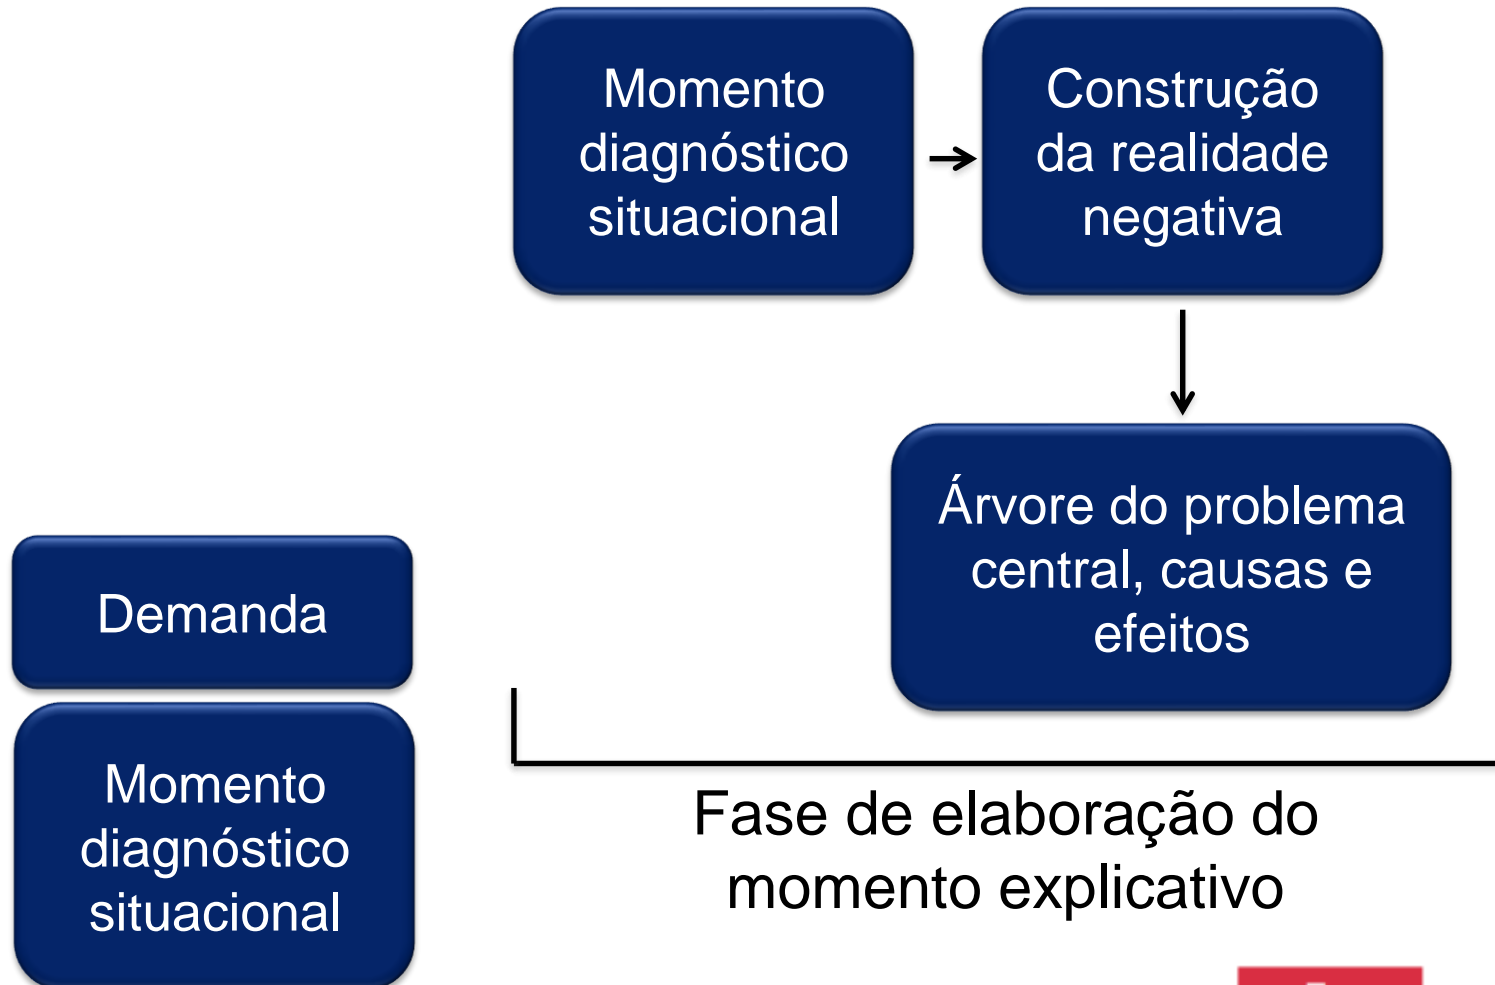 Momento
diagnóstico
situacional
Construção
da realidade
negativa
Árvore do problema
central, causas e
efeitos
Demanda
Momento
diagnóstico
situacional
Fase de elaboração do
momento explicativo